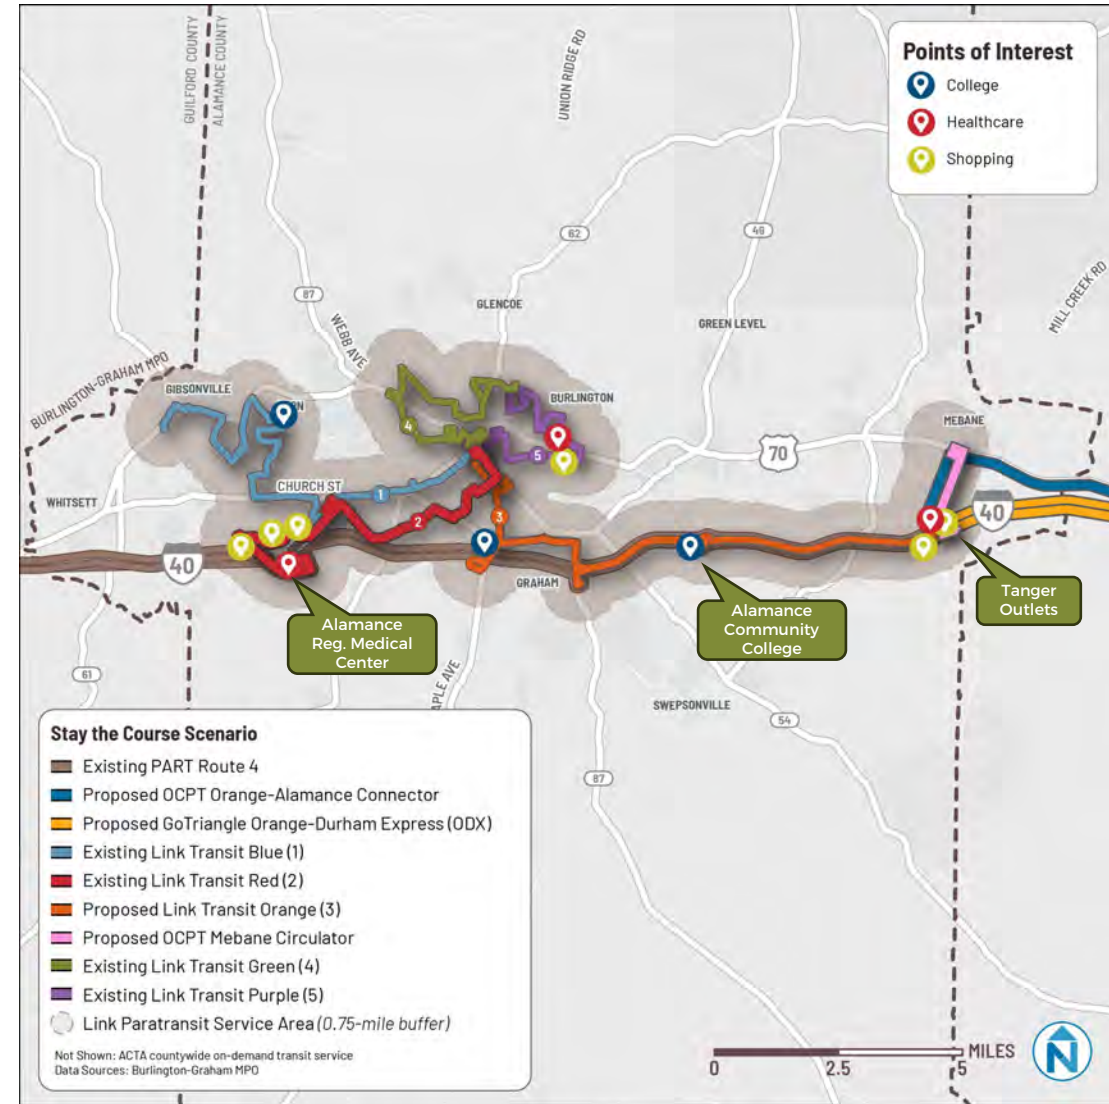 GUILFORD COUNTY
ALAMANCE COUNTY
UNION RIDGE RD
Points of Interest
College
Healthcare
Shopping
62
49
87
GLENCOE
GREEN LEVEL
MILL CREEK RD
WEBB AVE
BURLINGTON-GRAHAM MPO
GIBSONVILLE
ON
BURLINGTON
MEBANE
4
5
70
CHURCH ST
1
WHITSETT
2
3
40
40
GRAHAM
Alamance
Reg. Medical
Center
Alamance
Community
College
Tanger
Outlets
61
APLE AVE
SWEPSONVILLE
54
87
Stay the Course Scenario
Existing PART Route 4
Proposed OCPT Orange-Alamance Connector
Proposed GoTriangle Orange-Durham Express (ODX)
Existing Link Transit Blue (1)
Existing Link Transit Red (2)
Proposed Link Transit Orange (3)
Proposed OCPT Mebane Circulator
Existing Link Transit Green (4)
Existing Link Transit Purple (5)
Link Paratransit Service Area (0.75-mile buffer)
Not Shown: ACTA countywide on-demand transit service
Data Sources: Burlington-Graham MPO
MILES
0 2.5 5
N